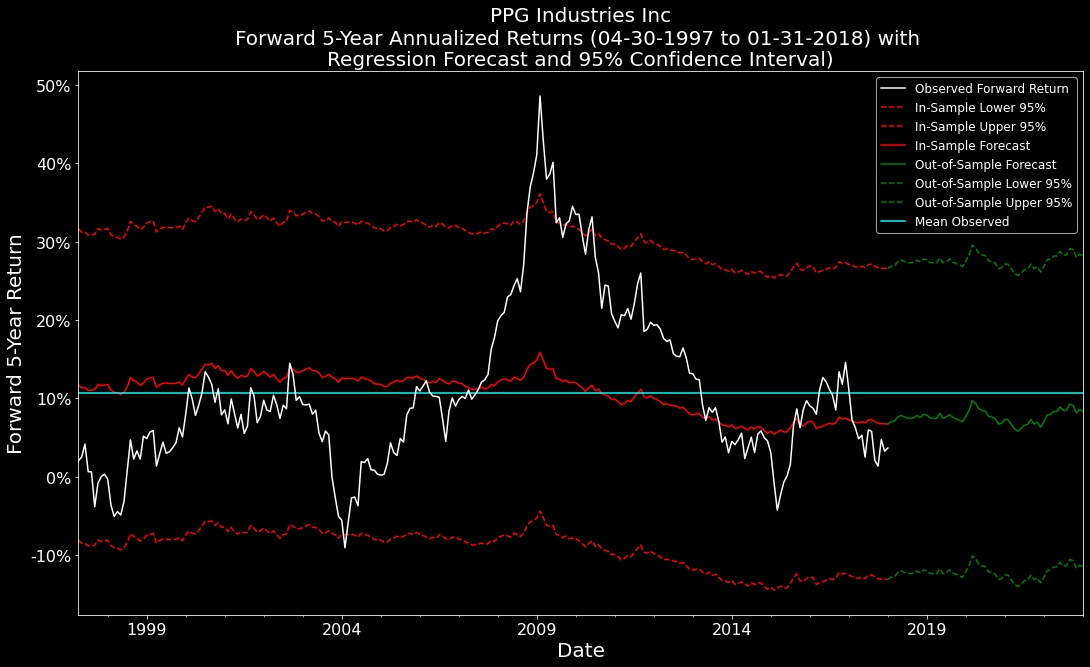 PPG Industries Inc
Forward 5-Year Annualized Returns (04-30-1997 to 01-31-2018) with
Regression Forecast and 95% Confidence Interval)
Forward 5-Year Return
50%
40%
30%
20%
10%
0%
-10%
Observed Forward Return
In-Sample Lower 95%
In-Sample Upper 95%
In-Sample Forecast
Out-of-Sample Forecast
Out-of-Sample Lower 95%
Out-of-Sample Upper 95%
Mean Observed
1999 2004 2009 2014 2019
Date